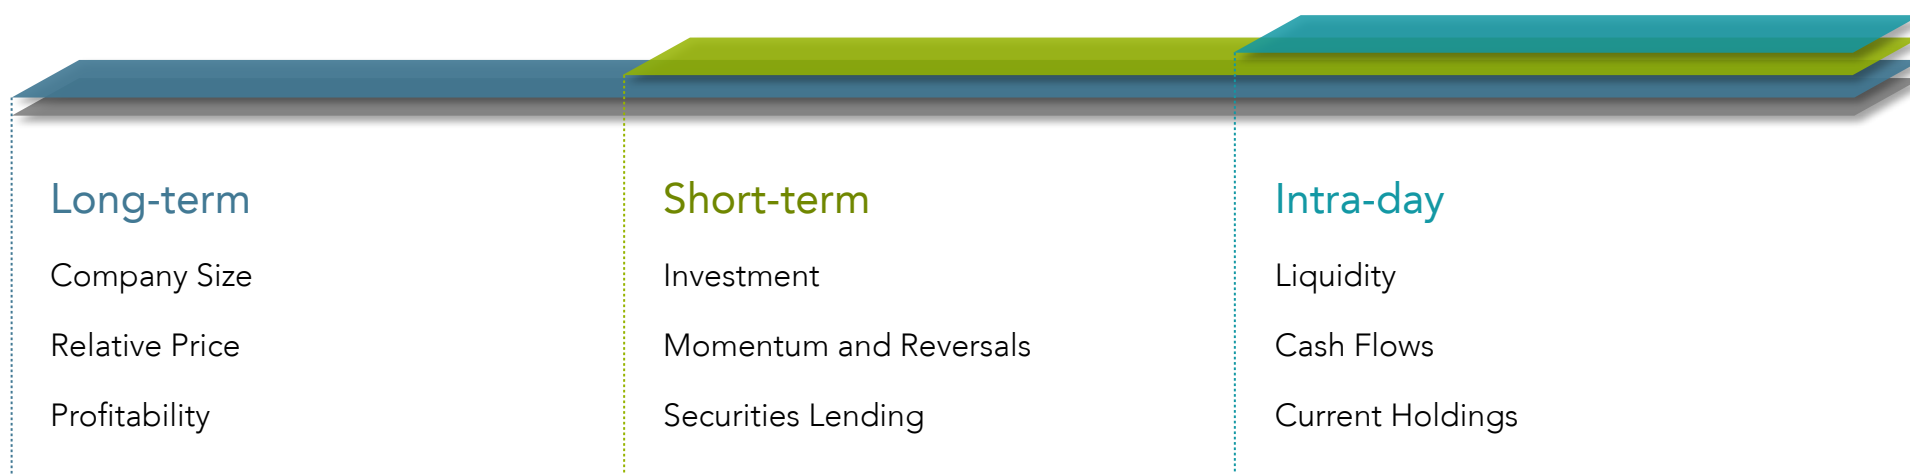 Long-term
Company Size
Relative Price
Profitability
Short-term
Investment
Momentum and Reversals
Securities Lending
Intra-day
Liquidity
Cash Flows
Current Holdings